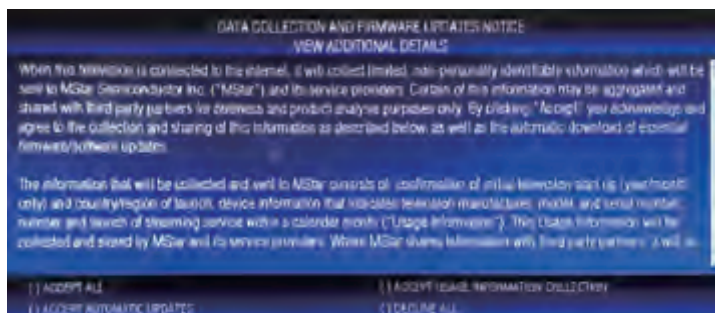 DATA COLLECTION AND FIRMWARE UPDATES NOTICE
VIEW ADDITIONAL DETAILS
When this television is connected to the internet, it will collect limited, non-personally identifiable information which will be
sent to MStar Semiconductor Inc. ("MStar") and its service providers. Certain of this information may be aggregated and
shared with third party partners for business and product analysis purposes only. By clicking "Accept" you acknowledge and
agree to the collection and sharing of this information as described below, as well as the automatic download of essential
firmware/software updates.
The information that will be collected and sent to MStar consists of: confirmation of initial television start up (year/month
only) and country/region of launch, device information that indicates television manufacturer, model, and serial number
number and launch of streaming service within a calendar month ("Usage Information"). This Usage Information will be
collected and stored by MStar and its service providers. Where MStar shares information with third party partners, it will
( ) ACCEPT ALL
( ) ACCEPT USAGE INFORMATION COLLECTION
( ) ACCEPT AUTOMATIC UPDATES
( ) DECLINE ALL